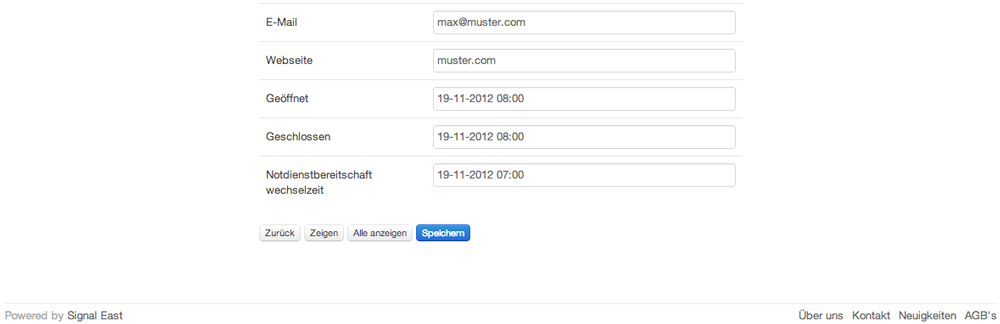 E-Mail max@muster.com
Webseite muster.com
Geöffnet 19-11-2012 08:00
Geschlossen 19-11-2012 08:00
Notdienstbereitschaft 19-11-2012 07:00
wechselzeit
Zurück Zeigen Alle anzeigen Speichern
Powered by Signal East Über uns Kontakt Neuigkeiten AGB's